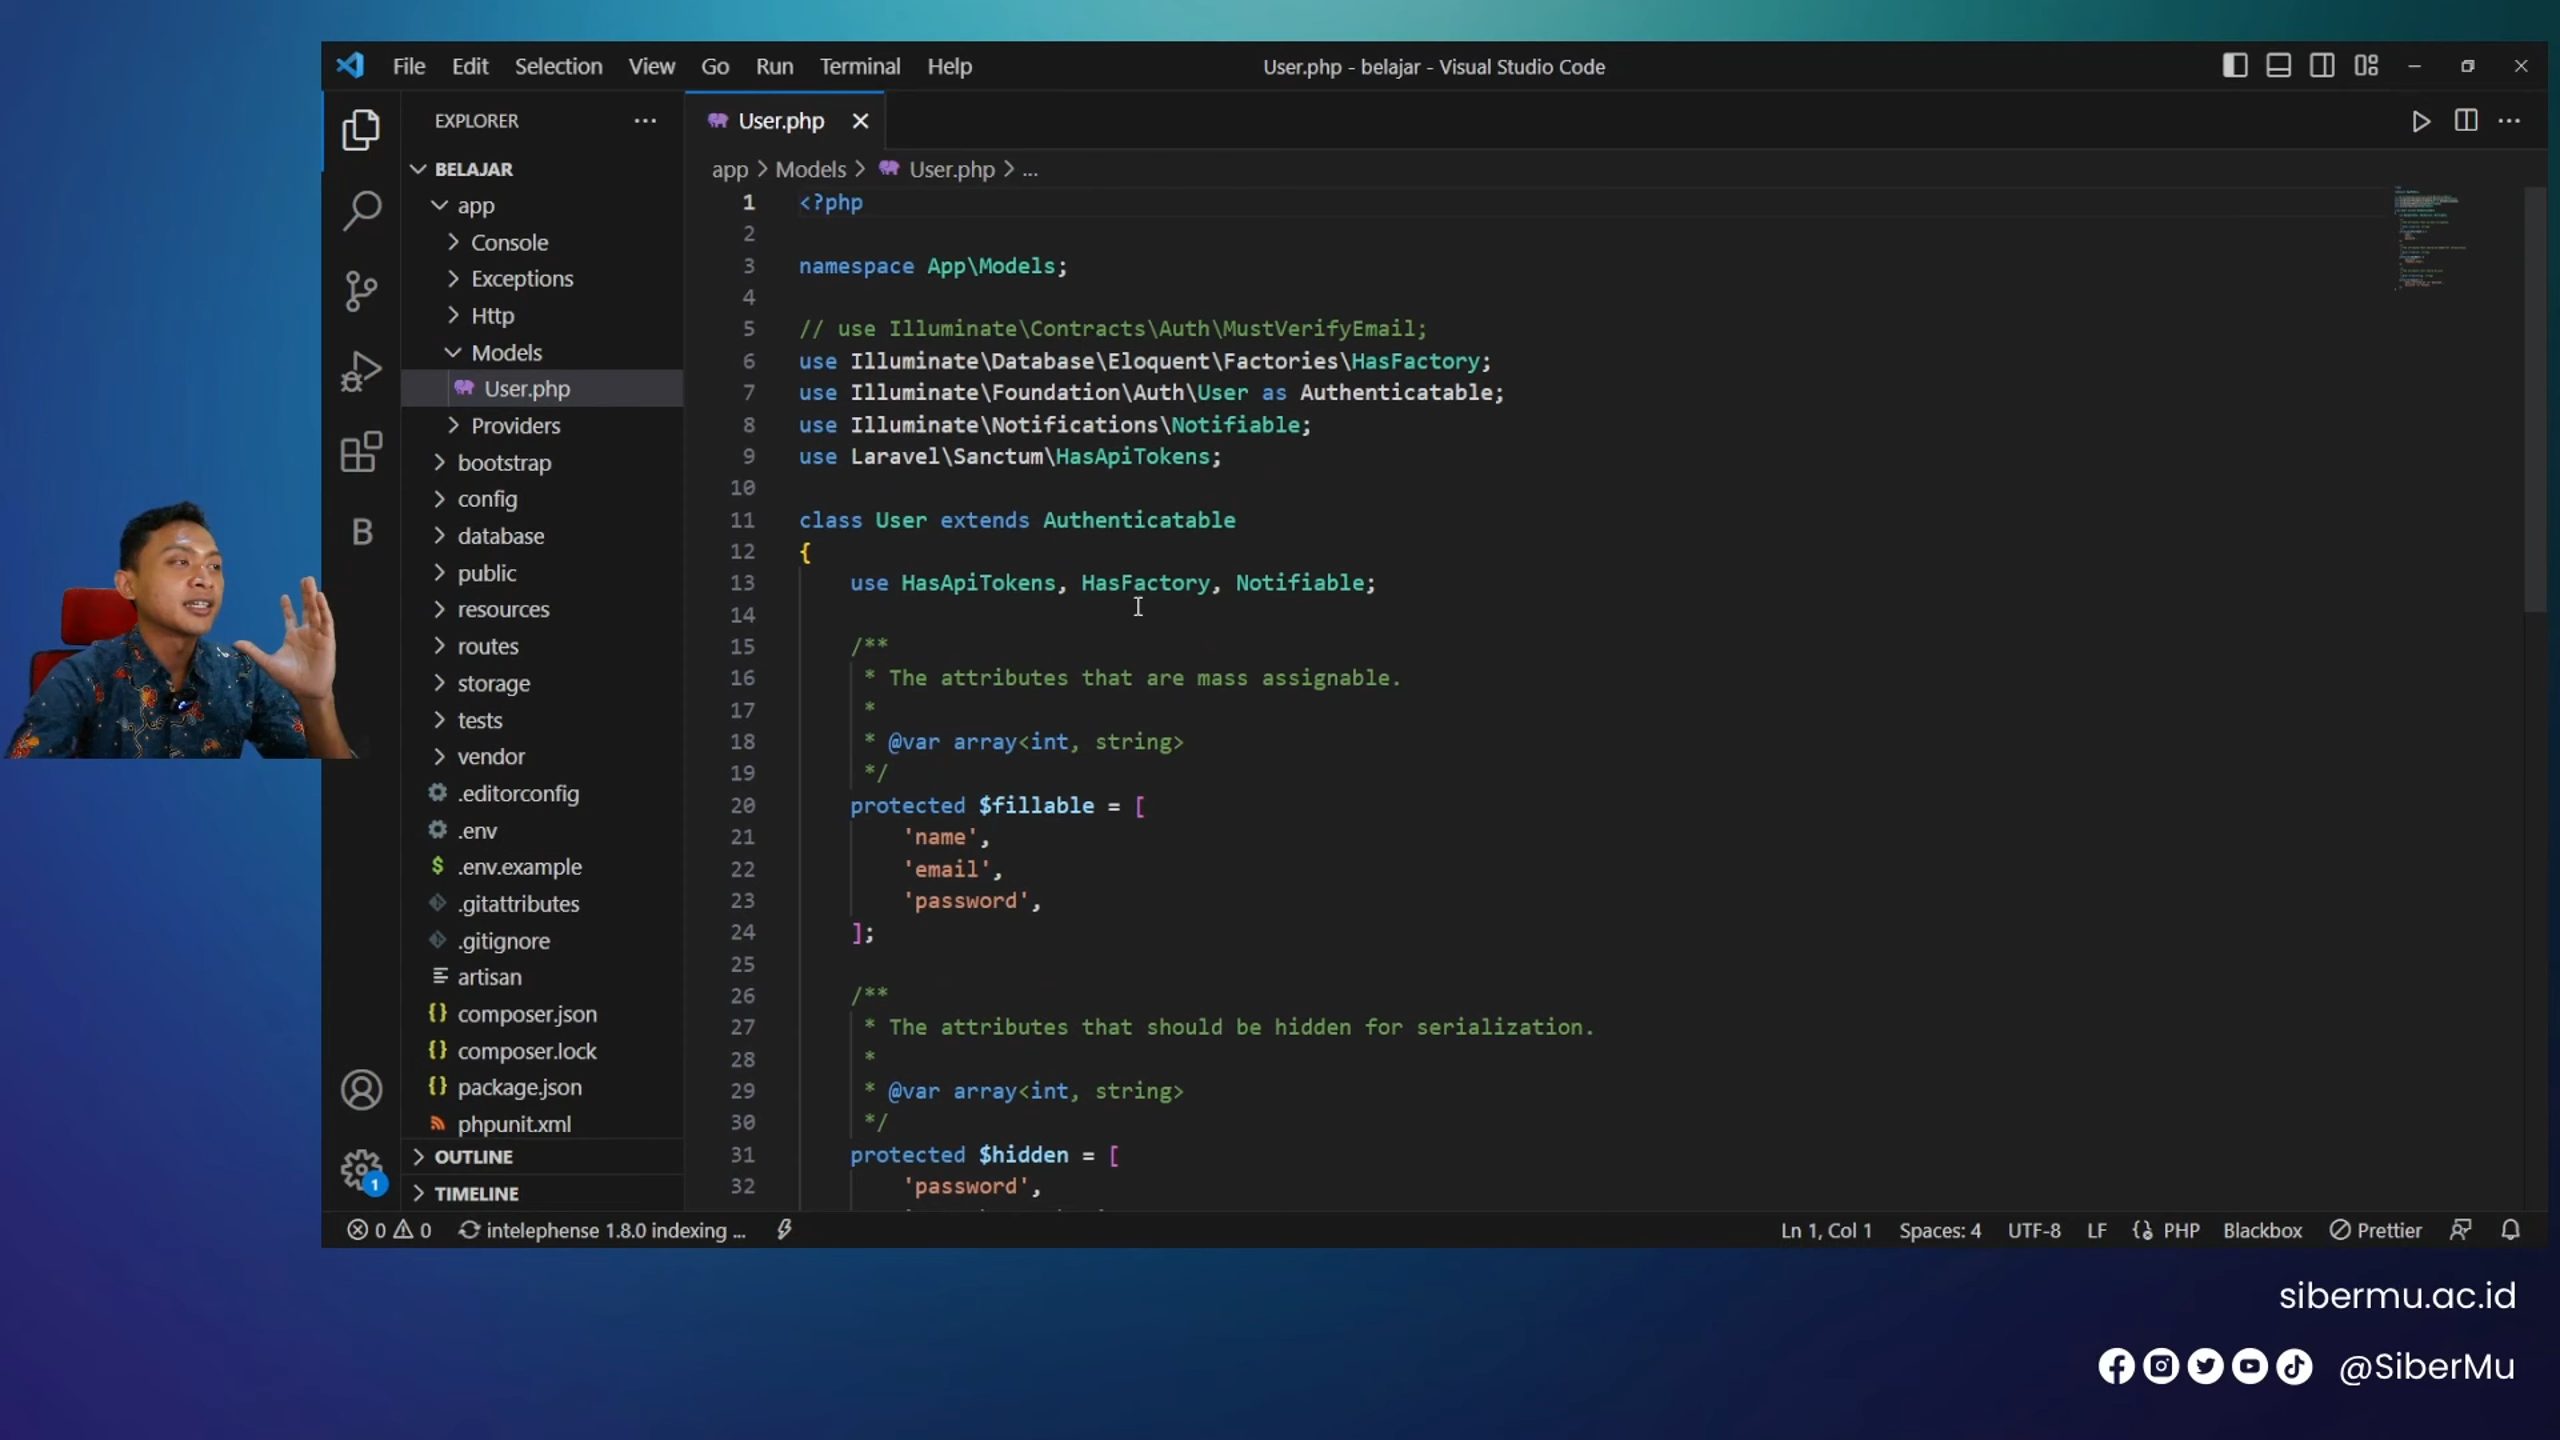 File Edit Selection View Go Run Terminal Help
User.php - belajar - Visual Studio Code
EXPLORER
BELAJAR
app
Console
Exceptions
Http
Models
User.php
Providers
bootstrap
config
database
public
resources
routes
storage
tests
vendor
.editorconfig
.env
$ .env.example
.gitattributes
.gitignore
artisan
{} composer.json
{} composer.lock
{} package.json
phpunit.xml
OUTLINE
TIMELINE
B
1
User.php
app > Models > User.php > ...
1 <?php
2
3 namespace App\Models;
4
5 // use Illuminate\Contracts\Auth\MustVerifyEmail;
6 use Illuminate\Database\Eloquent\Factories\HasFactory;
7 use Illuminate\Foundation\Auth\User as Authenticatable;
8 use Illuminate\Notifications\Notifiable;
9 use Laravel\Sanctum\HasApiTokens;
10
11 class User extends Authenticatable
12 {
13 use HasApiTokens, HasFactory, Notifiable;
14
15 /**
16 * The attributes that are mass assignable.
17 *
18 * @var array<int, string>
19 */
20 protected $fillable = [
21 'name',
22 'email',
23 'password',
24 ];
25
26 /**
27 * The attributes that should be hidden for serialization.
28 *
29 * @var array<int, string>
30 */
31 protected $hidden = [
32 'password',
0 0 intelephense 1.8.0 indexing ...
Ln 1, Col 1 Spaces: 4 UTF-8 LF PHP Blackbox Prettier
sibermu.ac.id
@SiberMu